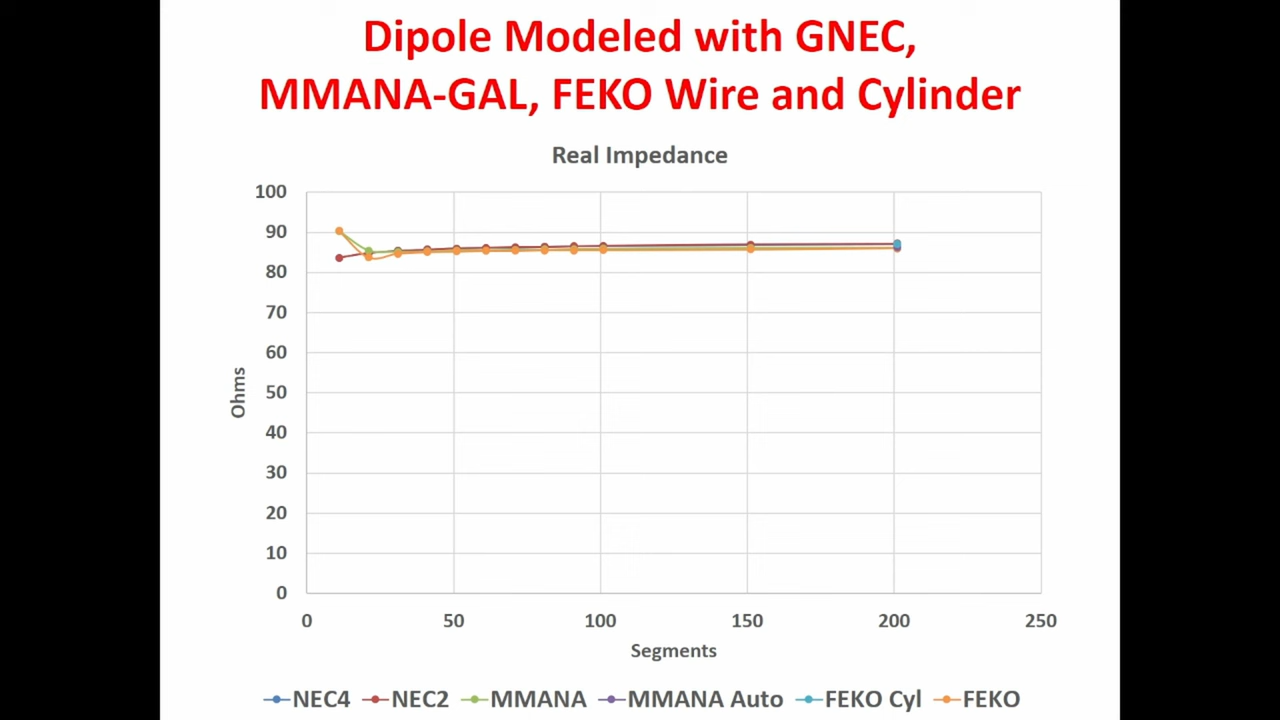 Dipole Modeled with GNEC,
MMANA-GAL, FEKO Wire and Cylinder
Real Impedance
100
90
80
70
60
50
40
30
20
10
0
Ohms
0 50 100 150 200 250
Segments
NEC4 NEC2 MMANA MMANA Auto FEKO Cyl FEKO